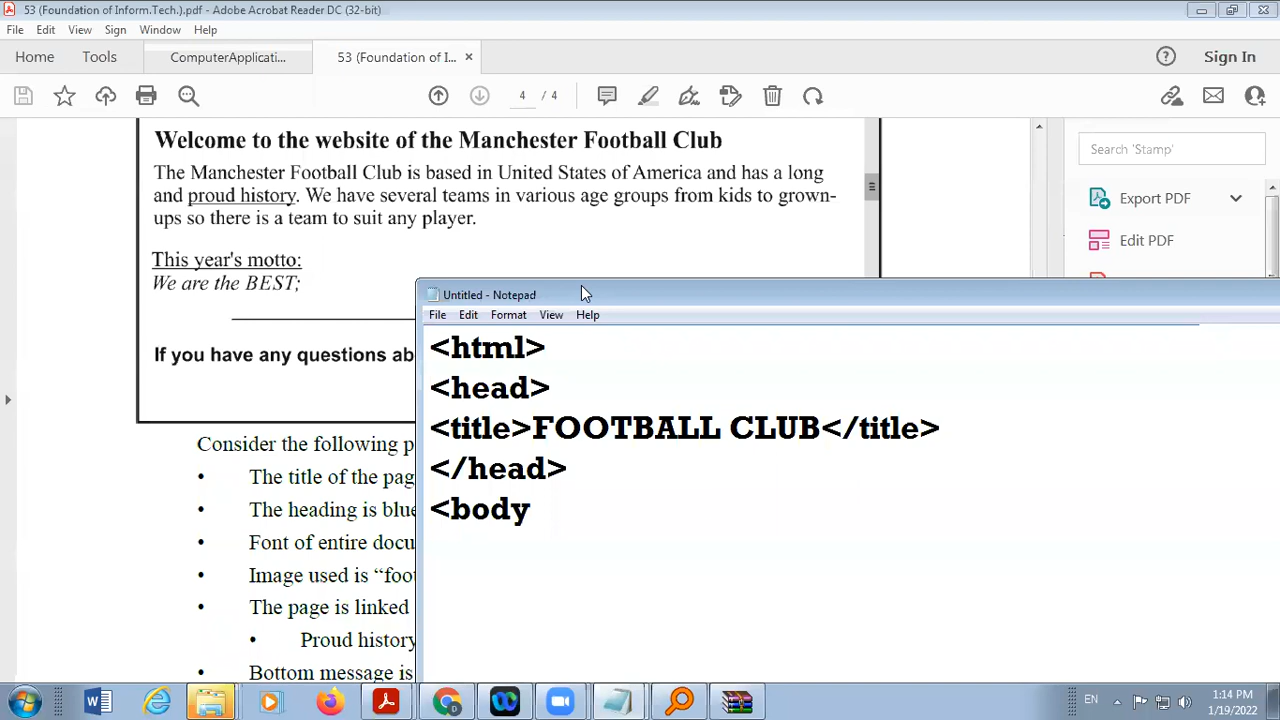 53 (Foundation of Inform.Tech.).pdf - Adobe Acrobat Reader DC (32-bit)
File Edit View Sign Window Help
Home Tools ComputerApplicati... 53 (Foundation of I... × Sign In
4 / 4
Welcome to the website of the Manchester Football Club
The Manchester Football Club is based in United States of America and has a long
and proud history. We have several teams in various age groups from kids to grown-
ups so there is a team to suit any player.
This year's motto:
We are the BEST;
If you have any questions abo
Search 'Stamp'
Export PDF
Edit PDF
Untitled - Notepad
File Edit Format View Help
<html>
<head>
<title>FOOTBALL CLUB</title>
</head>
<body
Consider the following p
• The title of the pag
• The heading is blue
• Font of entire docu
• Image used is “foot
• The page is linked
• Proud history
• Bottom message is
EN
1:14 PM
1/19/2022